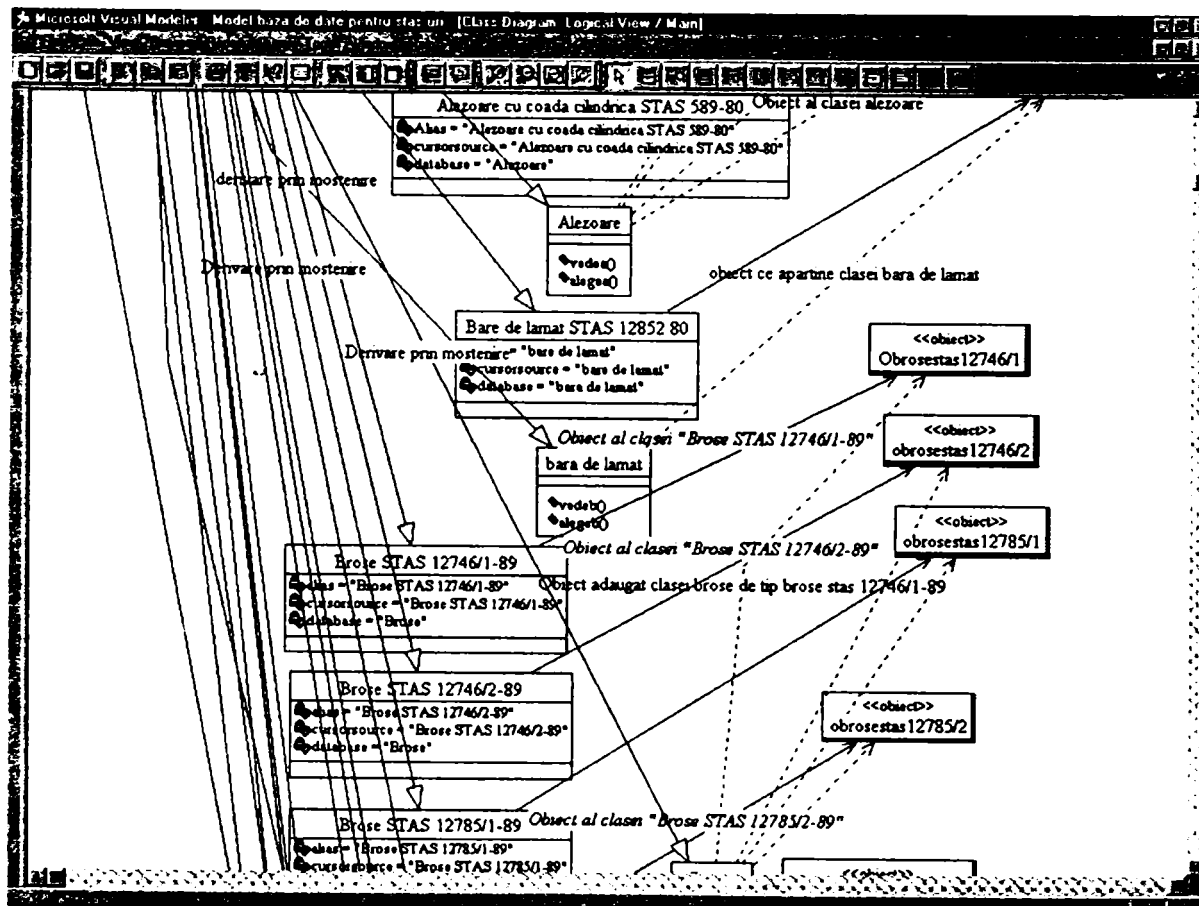 Microsoft Visual Modeler - Model baza de date pentru stas uri - [Class Diagram: Logical View / Main]
Alezoare cu coada cilindrica STAS 589-80
Obiect al clasei alezoare
Alias = "Alezoare cu coada cilindrica STAS 589-80"
cursorsource = "Alezoare cu coada cilindrica STAS 589-80"
database = "Alezoare"
derivare prin mostenire
Alezoare
vedea()
alegea()
Derivare prin mostenire
obiect ce apartine clasei bara de lamat
Bare de lamat STAS 12852 80
Derivare prin mostenire
= "bare de lamat"
cursorsource = "bara de lamat"
database = "bara de lamat"
<<obiect>>
Obrosestas12746/1
<<obiect>>
obrosestas12746/2
Obiect al clasei "Brose STAS 12746/1-89"
bara de lamat
vedeb()
alegeb()
<<obiect>>
obrosestas12785/1
Obiect al clasei "Brose STAS 12746/2-89"
Brose STAS 12746/1-89
alias = "Brose STAS 12746/1-89"
cursorsource = "Brose STAS 12746/1-89"
database = "Brose"
Obiect adaugat clasei brose de tip brose stas 12746/1-89
Brose STAS 12746/2-89
alias = "Brose STAS 12746/2-89"
cursorsource = "Brose STAS 12746/2-89"
database = "Brose"
<<obiect>>
obrosestas12785/2
Brose STAS 12785/1-89
Obiect al clasei "Brose STAS 12785/2-89"
alias = "Brose STAS 12785/1-89"
cursorsource = "Brose STAS 12785/1-89"